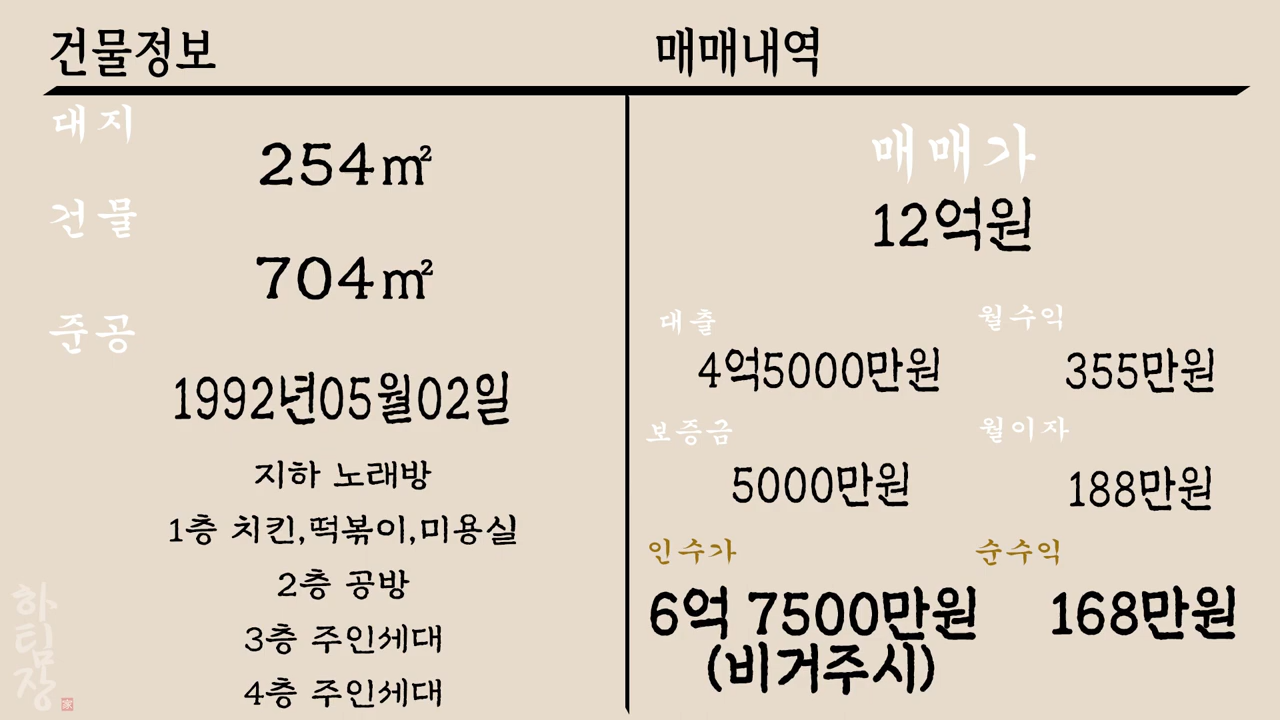 건물정보
대지
254㎡
건물
704㎡
준공
1992년05월02일
지하 노래방
1층 치킨,떡볶이,미용실
2층 공방
3층 주인세대
4층 주인세대
매매내역
매매가
12억원
대출
4억5000만원
월수익
355만원
보증금
5000만원
월이자
188만원
인수가
6억 7500만원
(비거주시)
순수익
168만원
하팀장